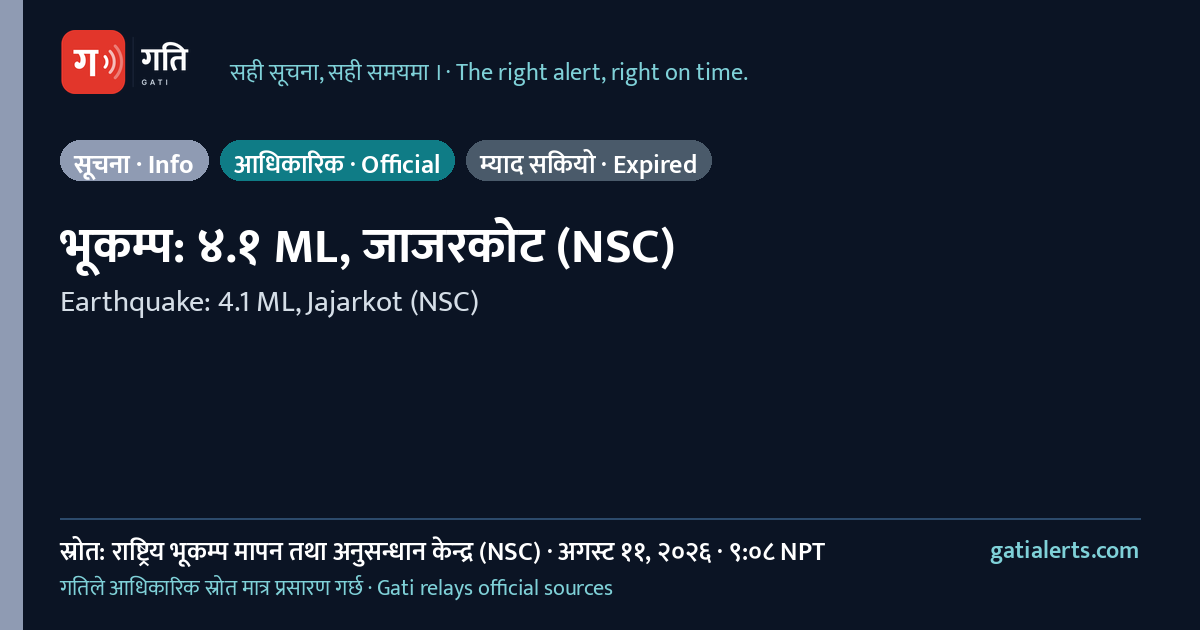 ग
गति
GATI
सही सूचना, सही समयमा । · The right alert, right on time.
सूचना · Info
आधिकारिक · Official
म्याद सकियो · Expired
भूकम्प: ४.१ ML, जाजरकोट (NSC)
Earthquake: 4.1 ML, Jajarkot (NSC)
स्रोत: राष्ट्रिय भूकम्प मापन तथा अनुसन्धान केन्द्र (NSC) · अगस्ट ११, २०२६ · ९:०८ NPT
gatialerts.com
गतिले आधिकारिक स्रोत मात्र प्रसारण गर्छ · Gati relays official sources